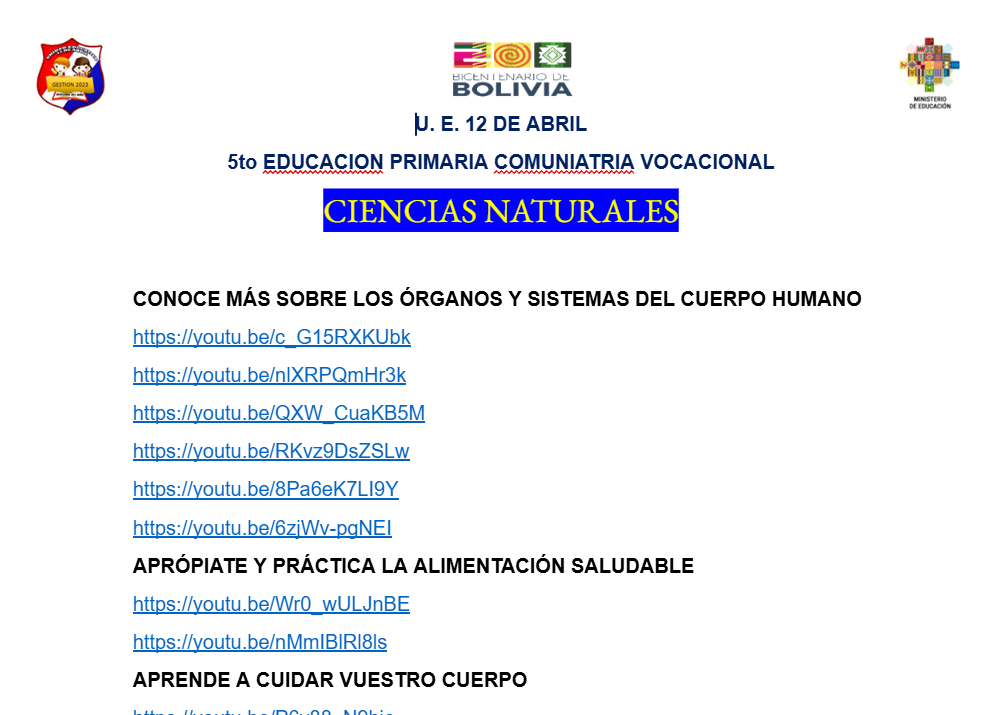 GESTION 2023
BICENTENARIO DE
BOLIVIA
MINISTERIO
DE EDUCACIÓN
U. E. 12 DE ABRIL
5to EDUCACION PRIMARIA COMUNIATRIA VOCACIONAL
CIENCIAS NATURALES
CONOCE MÁS SOBRE LOS ÓRGANOS Y SISTEMAS DEL CUERPO HUMANO
https://youtu.be/c_G15RXKUbk
https://youtu.be/nlXRPQmHr3k
https://youtu.be/QXW_CuaKB5M
https://youtu.be/RKvz9DsZSLw
https://youtu.be/8Pa6eK7LI9Y
https://youtu.be/6zjWv-pgNEI
APRÓPIATE Y PRÁCTICA LA ALIMENTACIÓN SALUDABLE
https://youtu.be/Wr0_wULJnBE
https://youtu.be/nMmIBlRl8ls
APRENDE A CUIDAR VUESTRO CUERPO